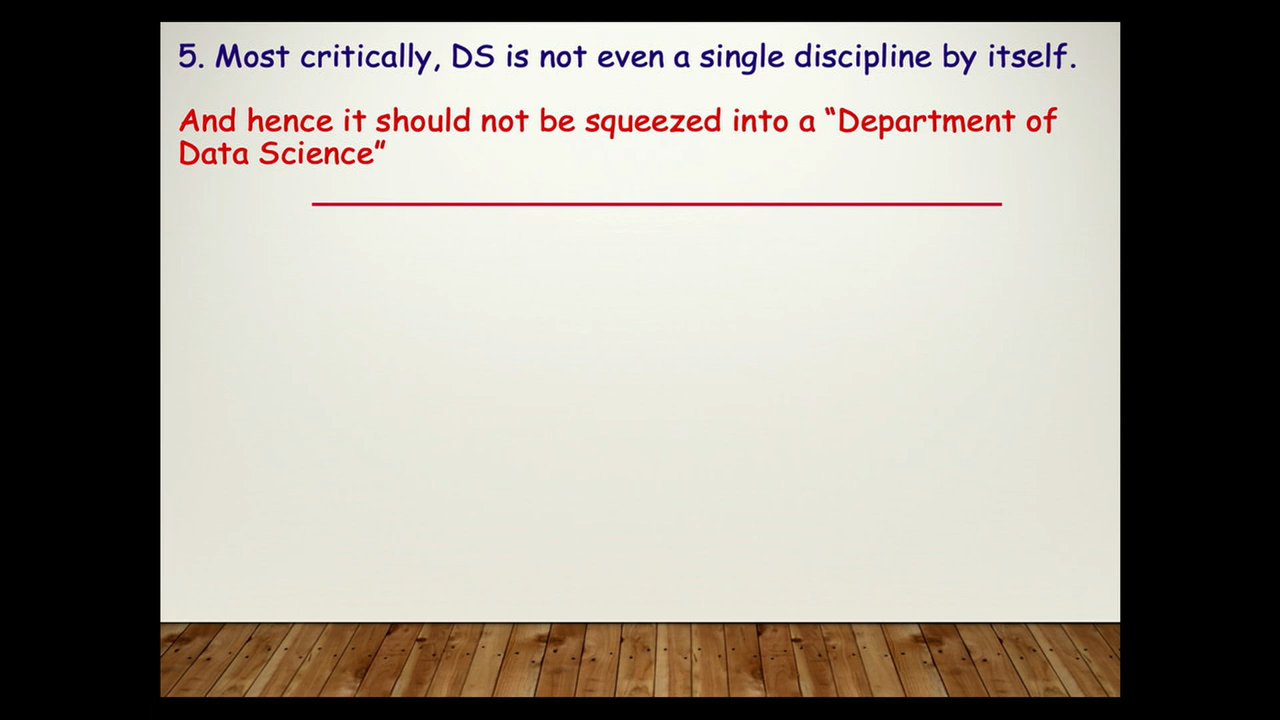 5. Most critically, DS is not even a single discipline by itself.
And hence it should not be squeezed into a “Department of
Data Science”